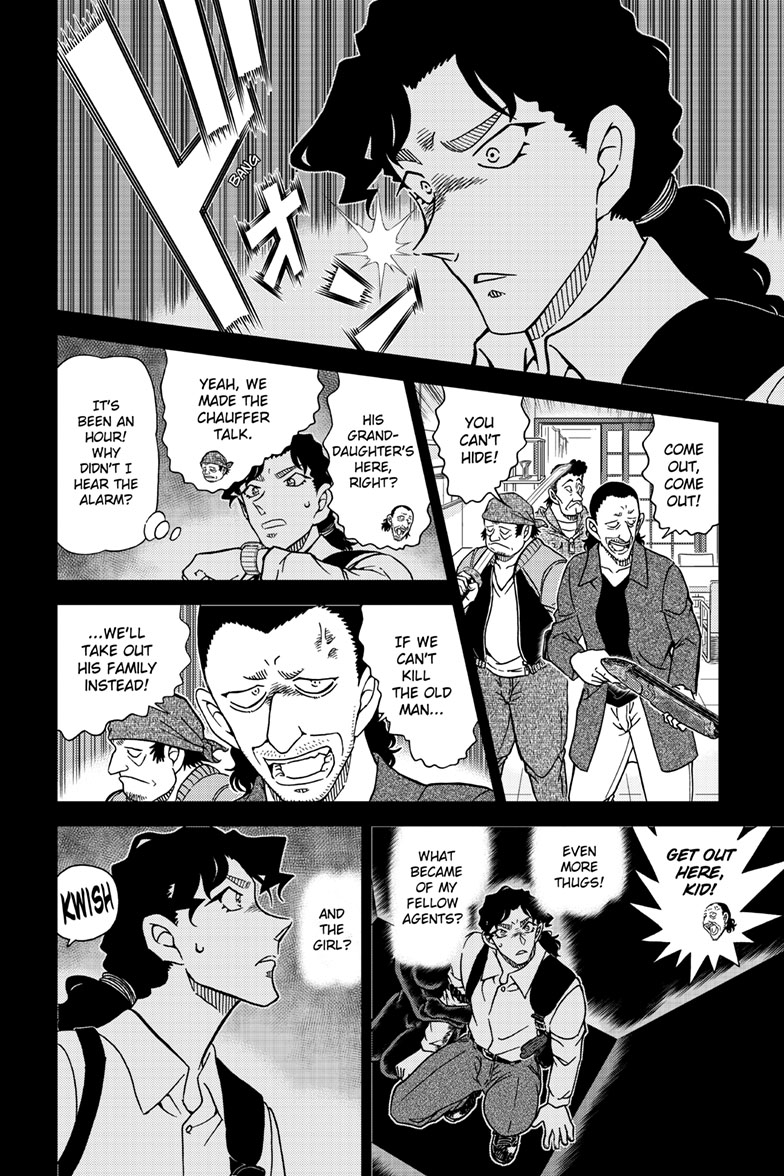 ドォン
BANG
COME
OUT,
COME
OUT!
YOU
CAN'T
HIDE!
HIS
GRAND-
DAUGHTER'S
HERE,
RIGHT?
YEAH, WE
MADE THE
CHAUFFER
TALK.
IT'S
BEEN AN
HOUR!
WHY
DIDN'T I
HEAR THE
ALARM?
IF WE
CAN'T
KILL
THE OLD
MAN...
...WE'LL
TAKE OUT
HIS FAMILY
INSTEAD!
GET OUT
HERE,
KID!
EVEN
MORE
THUGS!
WHAT
BECAME
OF MY
FELLOW
AGENTS?
AND
THE
GIRL?
KWISH